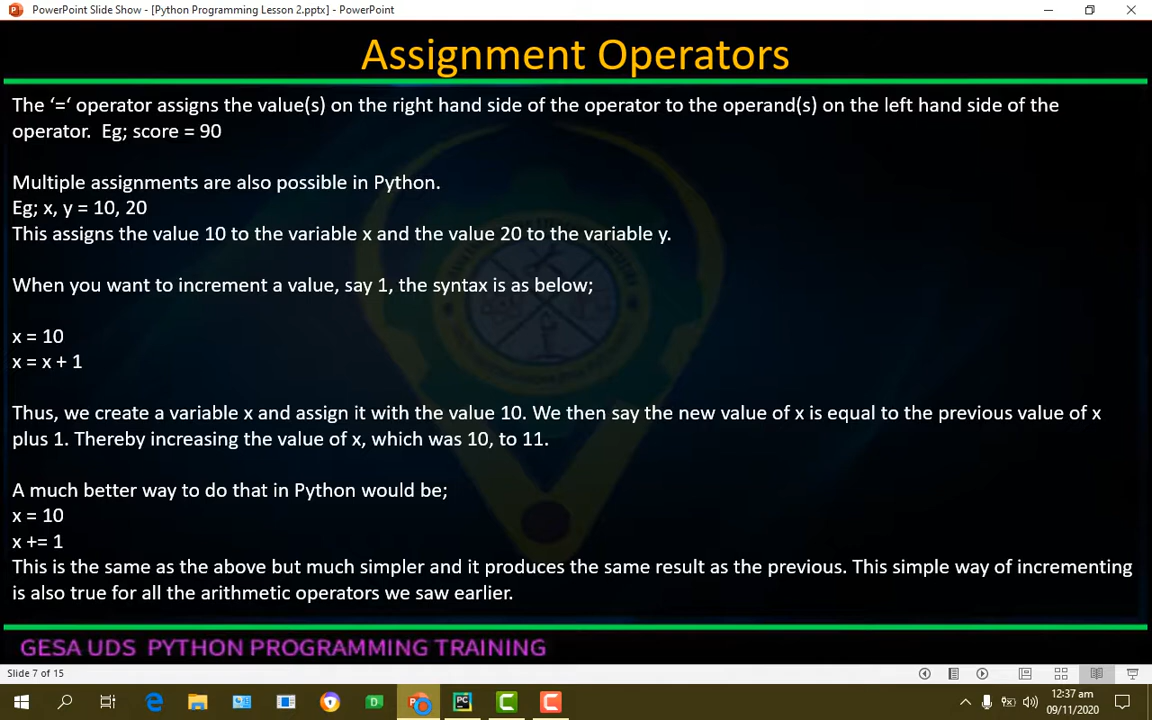 PowerPoint Slide Show - [Python Programming Lesson 2.pptx] - PowerPoint
Assignment Operators
The ‘=‘ operator assigns the value(s) on the right hand side of the operator to the operand(s) on the left hand side of the
operator.  Eg; score = 90
Multiple assignments are also possible in Python.
Eg; x, y = 10, 20
This assigns the value 10 to the variable x and the value 20 to the variable y.
When you want to increment a value, say 1, the syntax is as below;
x = 10
x = x + 1
Thus, we create a variable x and assign it with the value 10. We then say the new value of x is equal to the previous value of x
plus 1. Thereby increasing the value of x, which was 10, to 11.
A much better way to do that in Python would be;
x = 10
x += 1
This is the same as the above but much simpler and it produces the same result as the previous. This simple way of incrementing
is also true for all the arithmetic operators we saw earlier.
GESA UDS  PYTHON PROGRAMMING TRAINING
Slide 7 of 15
12:37 am
09/11/2020